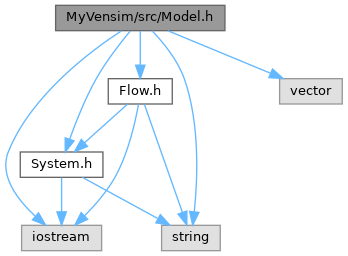 MyVensim/src/Model.h
Flow.h
vector
System.h
iostream
string